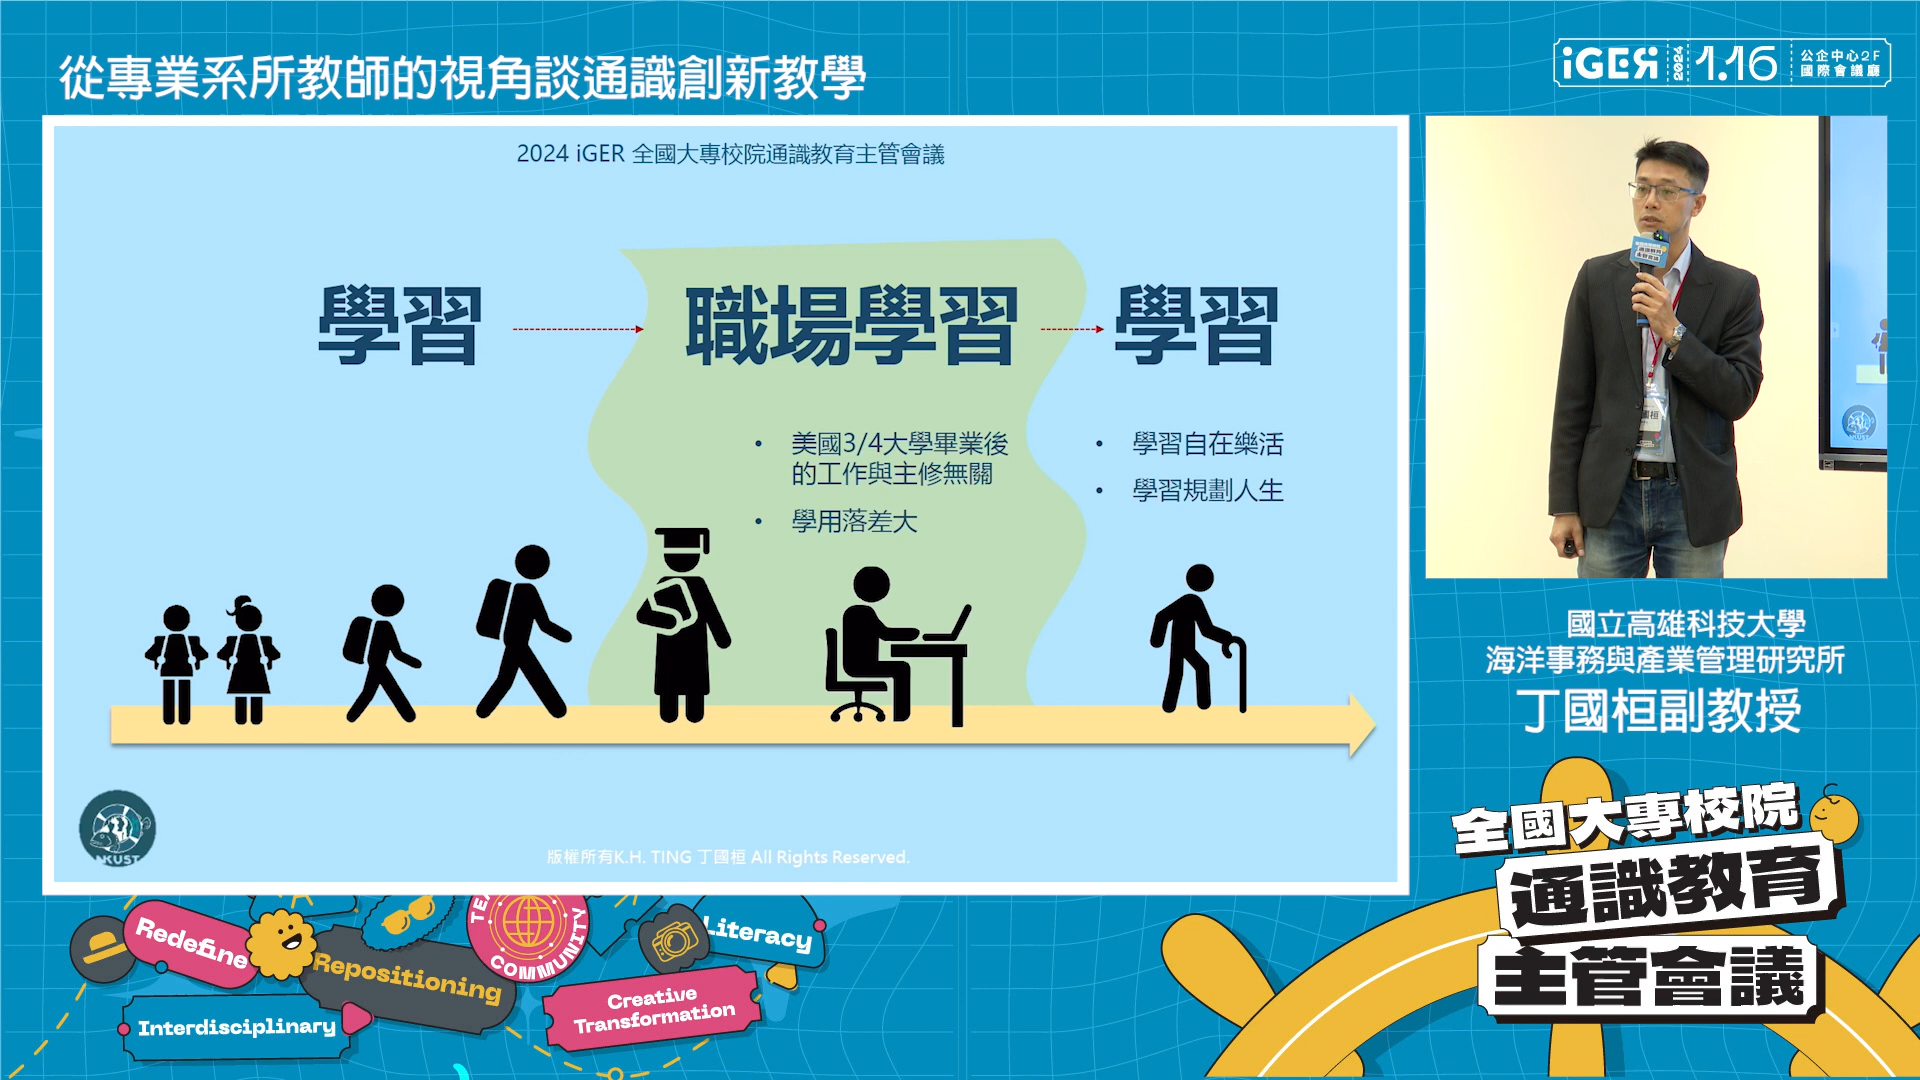 從專業系所教師的視角談通識創新教學
iGER 2024 1.16 公企中心2F
國際會議廳
2024 iGER 全國大專校院通識教育主管會議
學習
職場學習
學習
• 美國3/4大學畢業後
的工作與主修無關
• 學用落差大
• 學習自在樂活
• 學習規劃人生
NKUST
版權所有K.H. TING 丁國桓 All Rights Reserved.
國立高雄科技大學
海洋事務與產業管理研究所
丁國桓副教授
全國大專校院
通識教育
主管會議
Redefine
Repositioning
COMMUNITY
Literacy
Interdisciplinary
Creative
Transformation